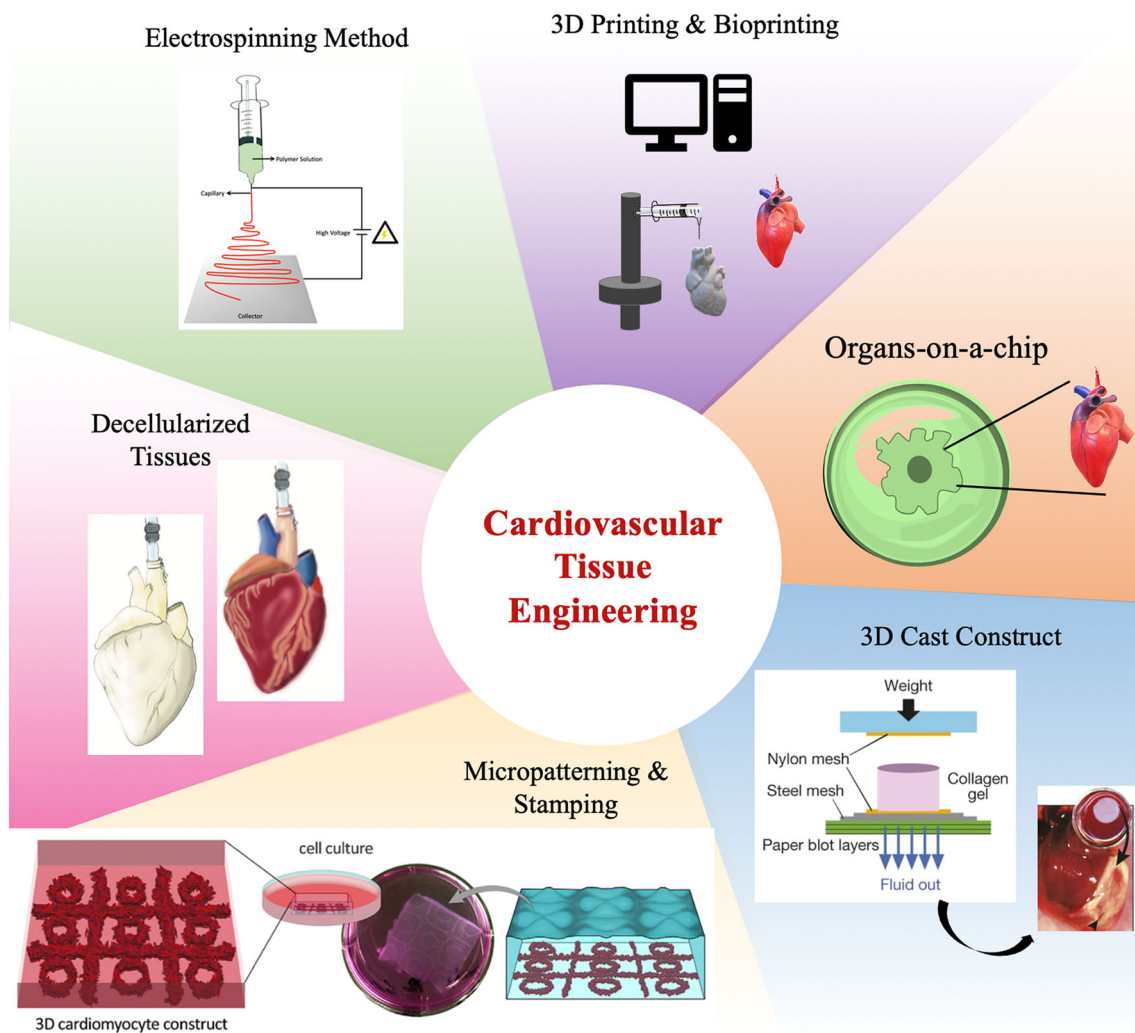 Electrospinning Method
3D Printing & Bioprinting
Polymer Solution
Capillary
High Voltage
Collector
Organs-on-a-chip
Decellularized
Tissues
Cardiovascular
Tissue
Engineering
3D Cast Construct
Weight
Nylon mesh
Collagen
gel
Steel mesh
Paper blot layers
Fluid out
Micropatterning &
Stamping
cell culture
3D cardiomyocyte construct